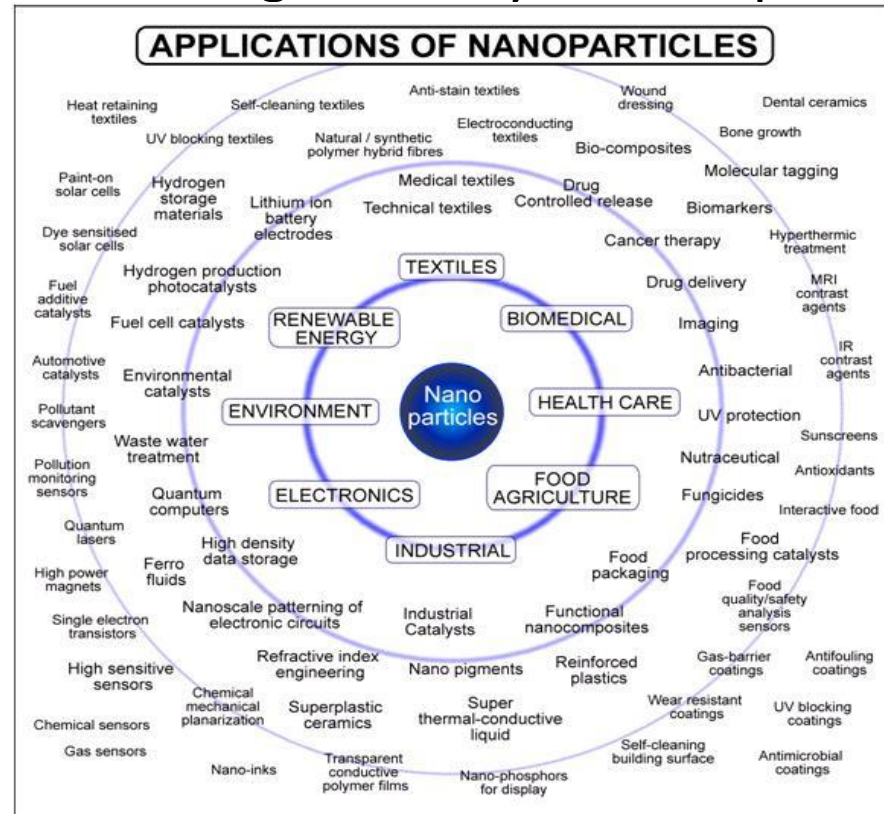 APPLICATIONS OF NANOPARTICLES
Anti-stain textiles
Wound
dressing
Heat retaining
textiles
Self-cleaning textiles
Dental ceramics
UV blocking textiles
Natural / synthetic
polymer hybrid fibres
Electroconducting
textiles
Bio-composites
Bone growth
Paint-on
solar cells
Hydrogen
storage
materials
Lithium ion
battery
electrodes
Medical textiles
Technical textiles
Drug
Controlled release
Molecular tagging
Biomarkers
Dye sensitised
solar cells
Cancer therapy
Hyperthermic
treatment
TEXTILES
Hydrogen production
photocatalysts
Drug delivery
Fuel
additive
catalysts
MRI
contrast
agents
Fuel cell catalysts
RENEWABLE
ENERGY
BIOMEDICAL
Imaging
Automotive
catalysts
Environmental
catalysts
Antibacterial
IR
contrast
agents
Pollutant
scavengers
ENVIRONMENT
Nano
particles
HEALTH CARE
UV protection
Waste water
treatment
Sunscreens
Pollution
monitoring
sensors
Nutraceutical
Antioxidants
Quantum
computers
ELECTRONICS
FOOD
AGRICULTURE
Fungicides
Interactive food
Quantum
lasers
High density
data storage
INDUSTRIAL
Food
processing catalysts
High power
magnets
Ferro
fluids
Food
packaging
Food
quality/safety
analysis
sensors
Single electron
transistors
Nanoscale patterning of
electronic circuits
Industrial
Catalysts
Functional
nanocomposites
High sensitive
sensors
Refractive index
engineering
Nano pigments
Reinforced
plastics
Gas-barrier
coatings
Antifouling
coatings
Chemical
mechanical
planarization
Superplastic
ceramics
Super
thermal-conductive
liquid
Wear resistant
coatings
UV blocking
coatings
Chemical sensors
Gas sensors
Self-cleaning
building surface
Antimicrobial
coatings
Nano-inks
Transparent
conductive
polymer films
Nano-phosphors
for display